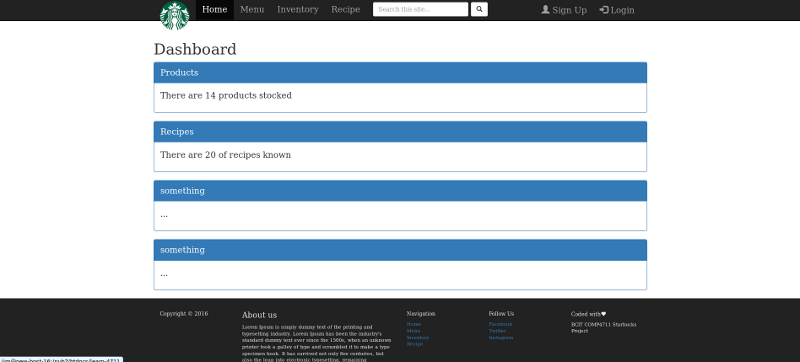 Home Menu Inventory Recipe Search this site... Sign Up Login
Dashboard
Products
There are 14 products stocked
Recipes
There are 20 of recipes known
something
...
something
...
Copyright © 2016
About us
Lorem Ipsum is simply dummy text of the printing and
typesetting industry. Lorem Ipsum has been the industry's
standard dummy text ever since the 1500s, when an unknown
printer took a galley of type and scrambled it to make a type
specimen book. It has survived not only five centuries, but
also the leap into electronic typesetting, remaining
Navigation
Home
Menu
Inventory
Recipe
Follow Us
Facebook
Twitter
Instagram
Coded with♥
BCIT COMP4711 Starbucks
Project